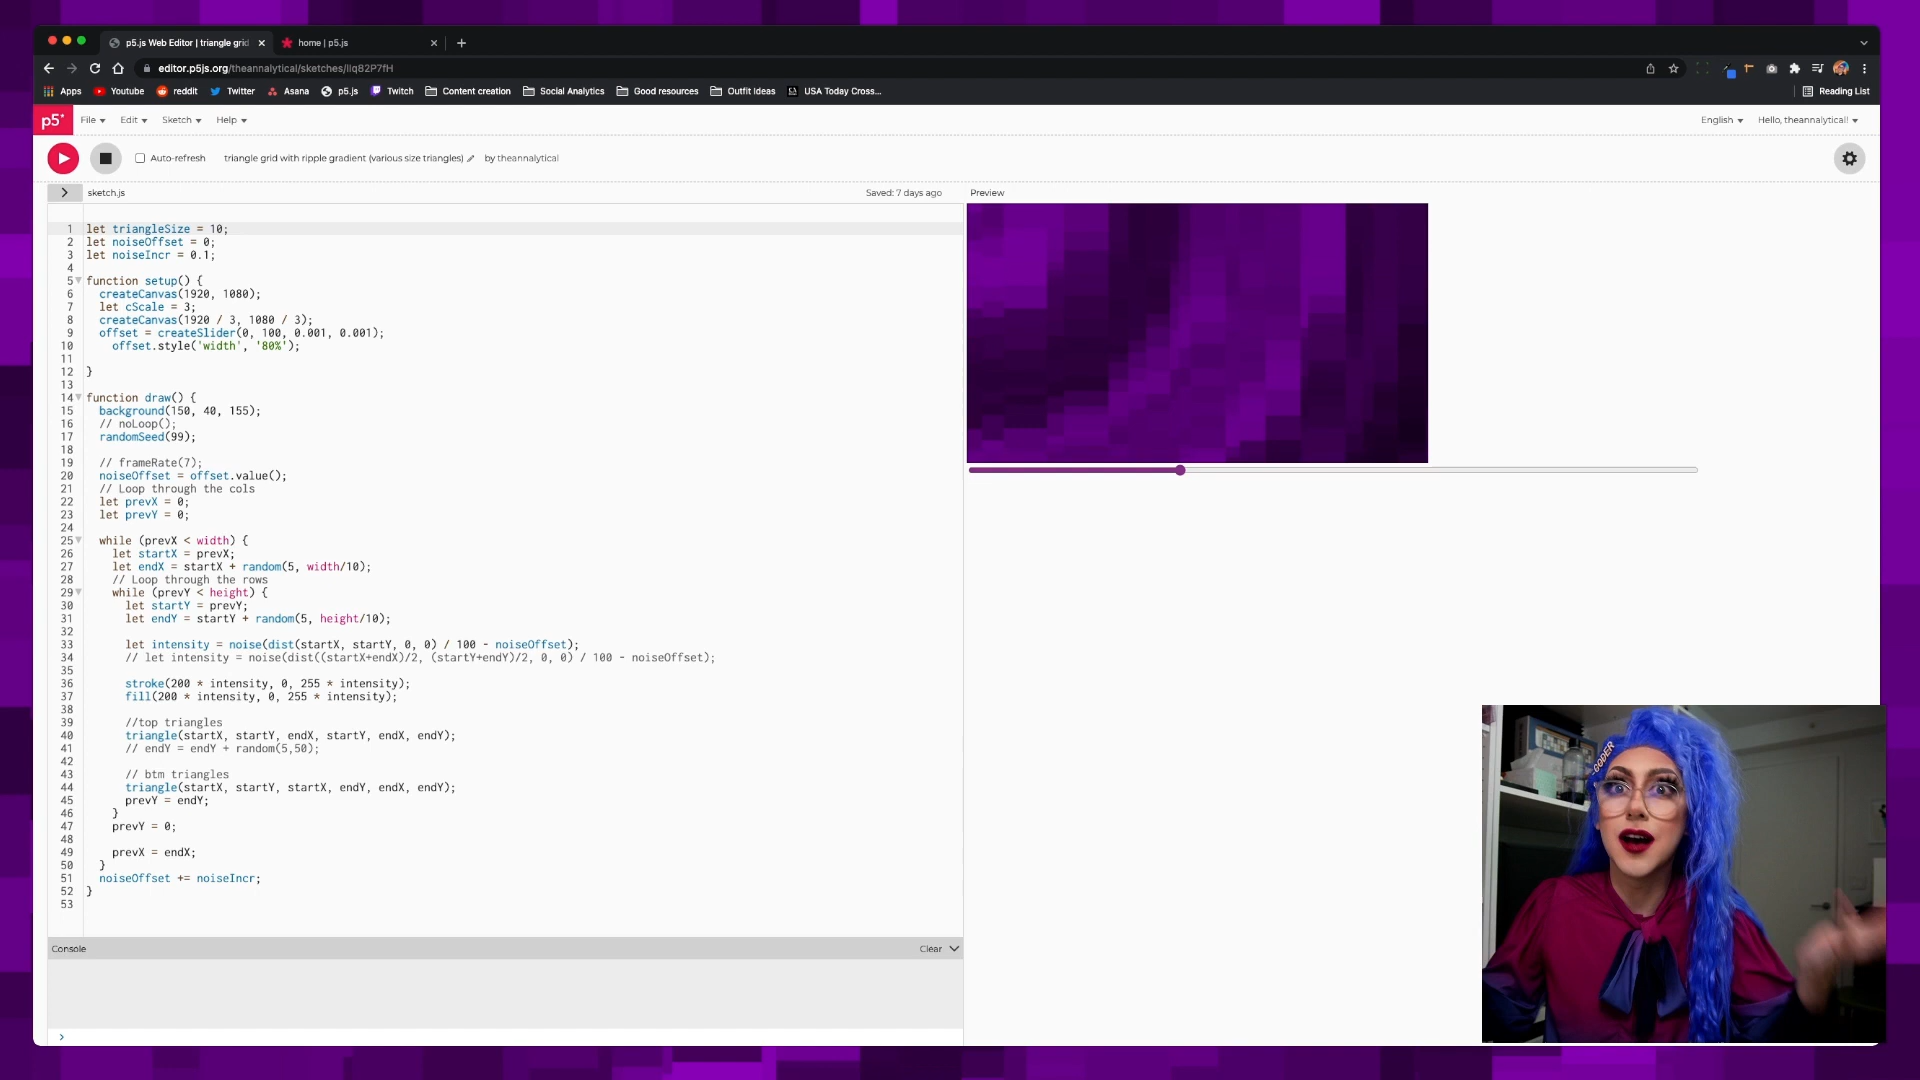 p5.js Web Editor | triangle grid
home | p5.js
editor.p5js.org/theannalytical/sketches/
Apps Youtube reddit Twitter Asana p5.js Twitch Content creation Social Analytics Good resources Outfit Ideas USA Today Cross... Reading List
p5* File Edit Sketch Help English Hello, theannalytical!
Auto-refresh triangle grid with ripple gradient (various size triangles) by theannalytical
> sketch.js Saved: 7 days ago Preview
1 let triangleSize = 10;
2 let noiseOffset = 0;
3 let noiseIncr = 0.1;
4
5 function setup() {
6 createCanvas(1920, 1080);
7 let cScale = 3;
8 createCanvas(1920 / 3, 1080 / 3);
9 offset = createSlider(0, 100, 0.001, 0.001);
10 offset.style('width', '80%');
11
12 }
13
14 function draw() {
15 background(150, 40, 155);
16 // noLoop();
17 randomSeed(99);
18
19 // frameRate(7);
20 noiseOffset = offset.value();
21 // Loop through the cols
22 let prevX = 0;
23 let prevY = 0;
24
25 while (prevX < width) {
26 let startX = prevX;
27 let endX = startX + random(5, width/10);
28 // Loop through the rows
29 while (prevY < height) {
30 let startY = prevY;
31 let endY = startY + random(5, height/10);
32
33 let intensity = noise(dist(startX, startY, 0, 0) / 100 - noiseOffset);
34 // let intensity = noise(dist((startX+endX)/2, (startY+endY)/2, 0, 0) / 100 - noiseOffset);
35
36 stroke(200 * intensity, 0, 255 * intensity);
37 fill(200 * intensity, 0, 255 * intensity);
38
39 //top triangles
40 triangle(startX, startY, endX, startY, endX, endY);
41 // endY = endY + random(5,50);
42
43 // btm triangles
44 triangle(startX, startY, startX, endY, endX, endY);
45 prevY = endY;
46 }
47 prevY = 0;
48
49 prevX = endX;
50 }
51 noiseOffset += noiseIncr;
52 }
53
Console Clear
>
CODER